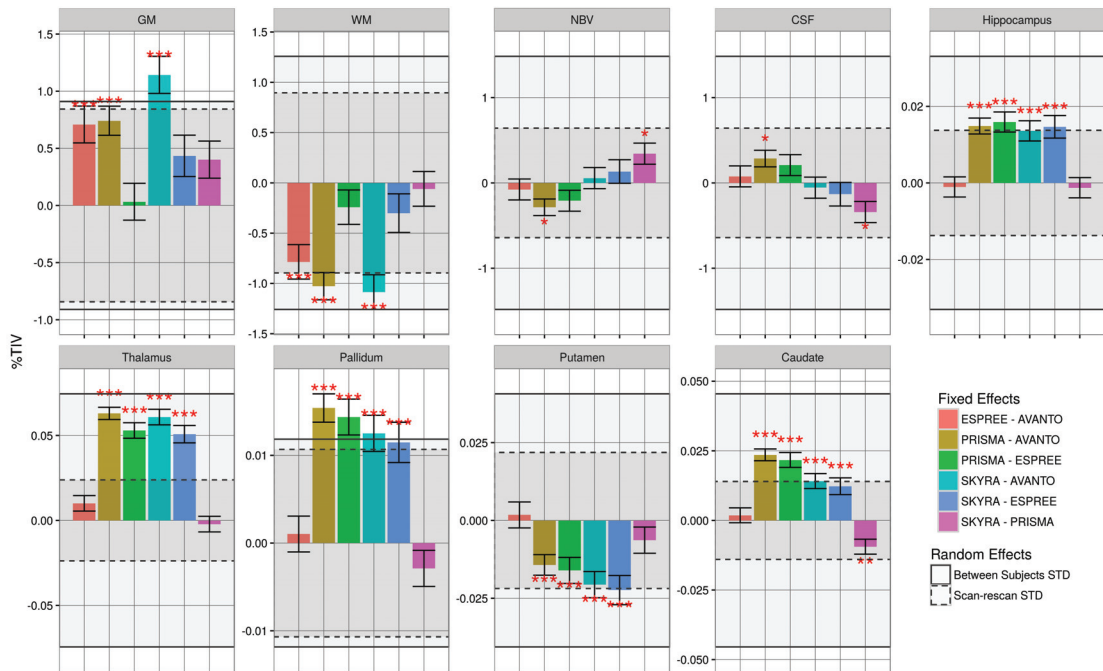 GM
1.5
1.0
0.5
0.0
-0.5
-1.0
WM
1.5
1.0
0.5
0.0
-0.5
-1.0
-1.5
NBV
1
0
-1
CSF
1
0
-1
Hippocampus
0.02
0.00
-0.02
%TIV
Thalamus
0.05
0.00
-0.05
Pallidum
0.01
0.00
-0.01
Putamen
0.025
0.000
-0.025
Caudate
0.050
0.025
0.000
-0.025
-0.050
Fixed Effects
ESPREE - AVANTO
PRISMA - AVANTO
PRISMA - ESPREE
SKYRA - AVANTO
SKYRA - ESPREE
SKYRA - PRISMA
Random Effects
Between Subjects STD
Scan-rescan STD